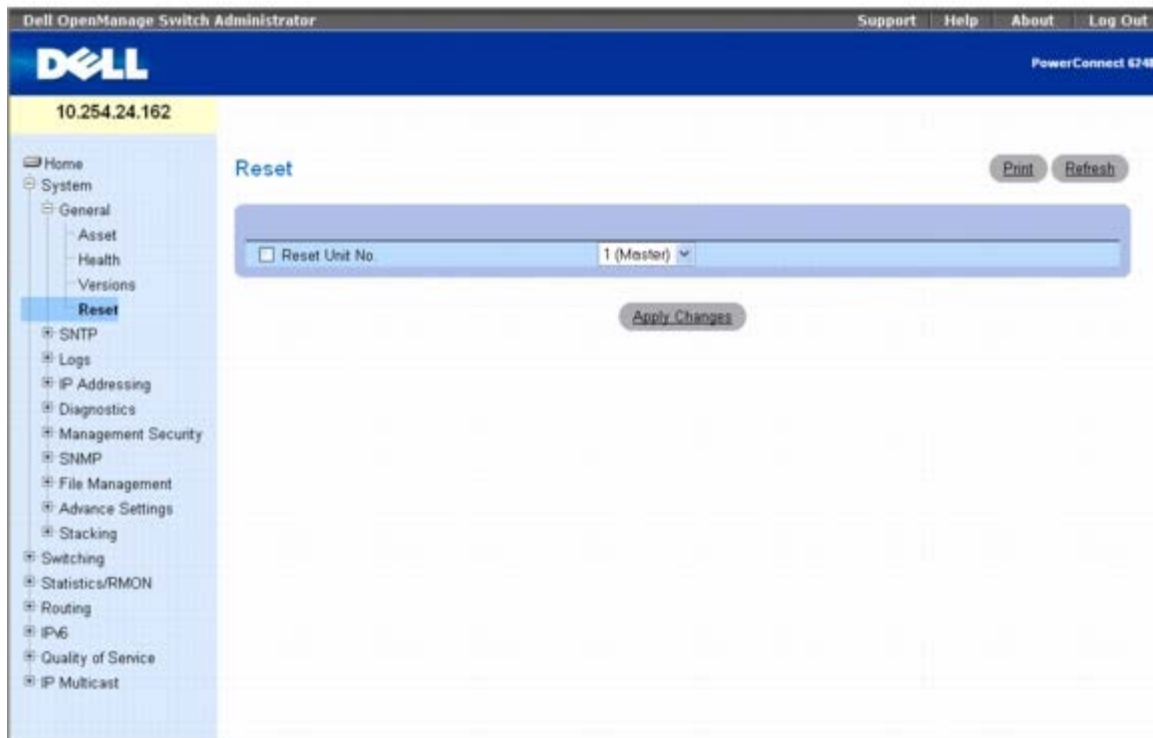 Dell OpenManage Switch Administrator
Support Help About Log Out
DELL
PowerConnect 6248
10.254.24.162
Home
System
General
Asset
Health
Versions
Reset
SNTP
Logs
IP Addressing
Diagnostics
Management Security
SNMP
File Management
Advance Settings
Stacking
Switching
Statistics/RMON
Routing
IPv6
Quality of Service
IP Multicast
Reset
Print Refresh
Reset Unit No. 1 (Master)
Apply Changes